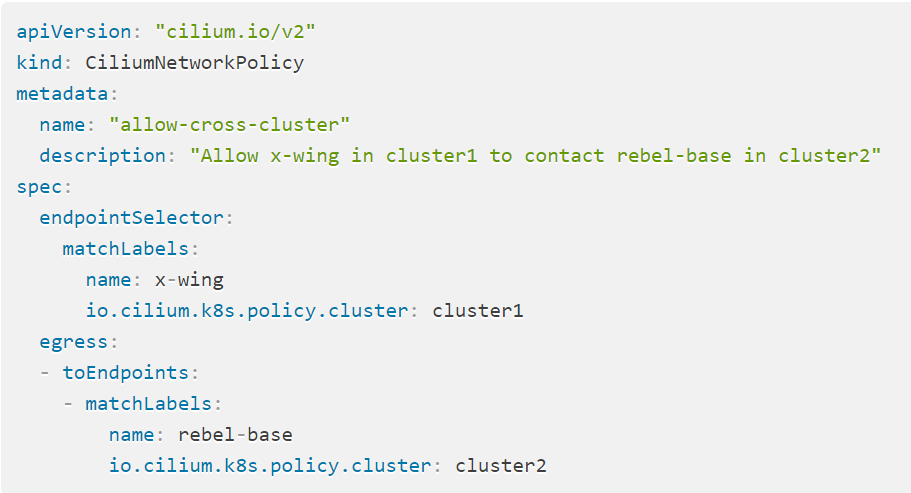 apiVersion: "cilium.io/v2"
kind: CiliumNetworkPolicy
metadata:
  name: "allow-cross-cluster"
  description: "Allow x-wing in cluster1 to contact rebel-base in cluster2"
spec:
  endpointSelector:
    matchLabels:
      name: x-wing
      io.cilium.k8s.policy.cluster: cluster1
  egress:
  - toEndpoints:
    - matchLabels:
        name: rebel-base
        io.cilium.k8s.policy.cluster: cluster2